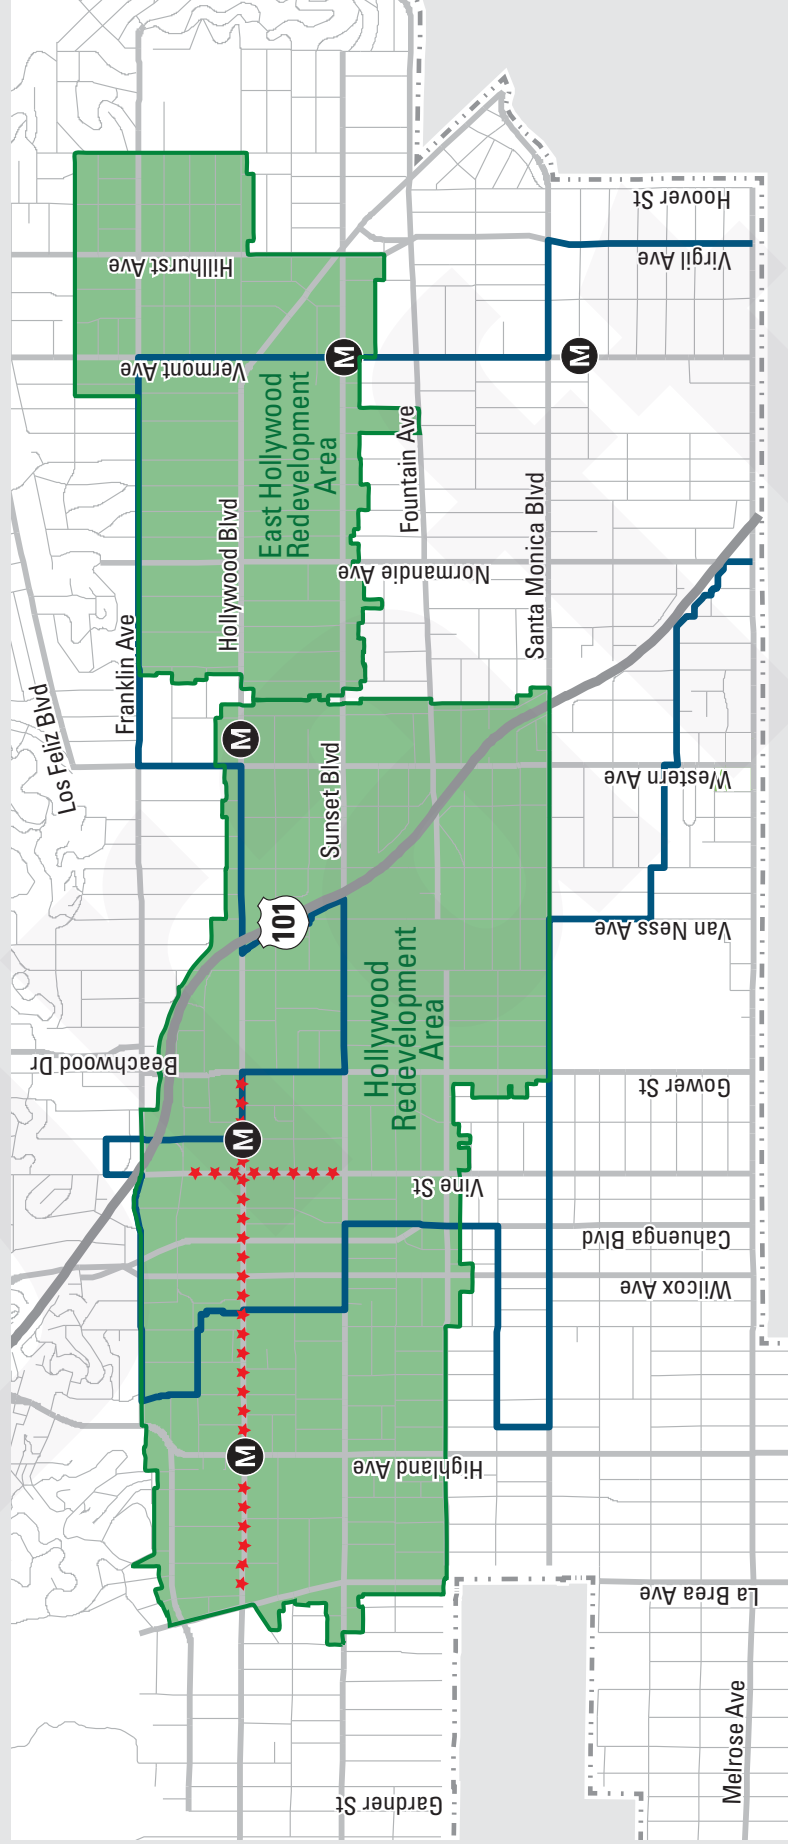 Los Feliz Blvd
Franklin Ave
Hollywood Blvd
Sunset Blvd
Fountain Ave
Santa Monica Blvd
Melrose Ave
Gardner St
La Brea Ave
Highland Ave
Wilcox Ave
Cahuenga Blvd
Vine St
Gower St
Beachwood Dr
Van Ness Ave
Western Ave
Normandie Ave
Vermont Ave
Hillhurst Ave
Virgil Ave
Hoover St
Hollywood
Redevelopment
Area
East Hollywood
Redevelopment
Area
101
M
M
M
M
M